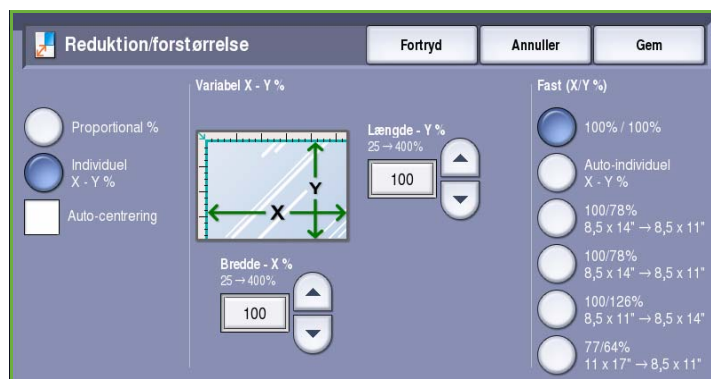 Reduktion/forstørrelse
Fortryd
Annuller
Gem
Proportional %
Individuel
X - Y %
Auto-centrering
Variabel X - Y %
Y
X
Længde - Y %
25 → 400%
100
Bredde - X %
25 → 400%
100
Fast (X/Y %)
100% / 100%
Auto-individuel
X - Y %
100/78%
8,5 x 14" → 8,5 x 11"
100/78%
8,5 x 14" → 8,5 x 11"
100/126%
8,5 x 11" → 8,5 x 14"
77/64%
11 x 17" → 8,5 x 11"